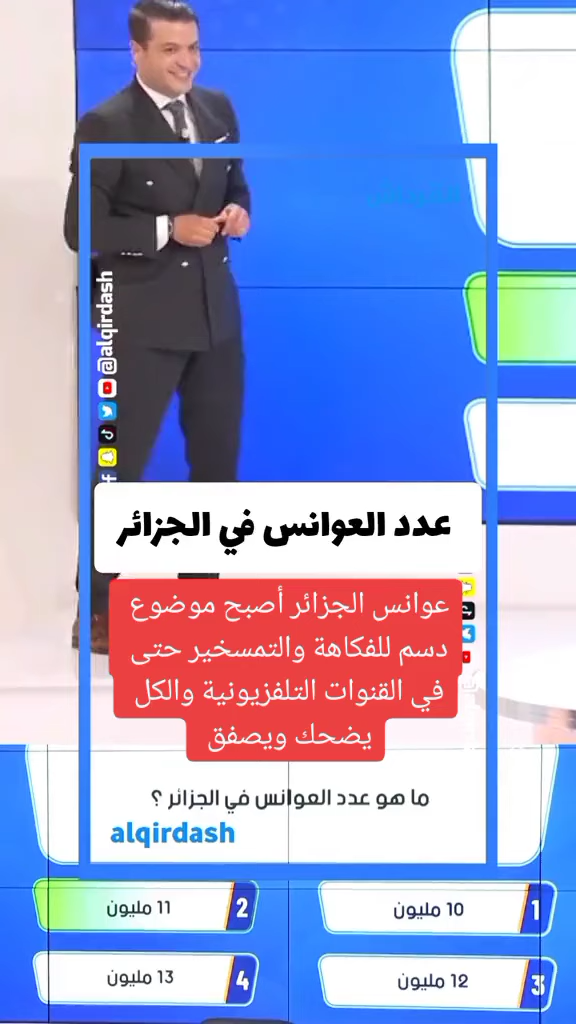 @alqirdash
عدد العوانس في الجزائر
عوانس الجزائر أصبح موضوع
دسم للفكاهة والتمسخير حتى
في القنوات التلفزيونية والكل
يضحك ويصفق
ما هو عدد العوانس في الجزائر ؟
alqirdash
1 10 مليون
2 11 مليون
3 12 مليون
4 13 مليون